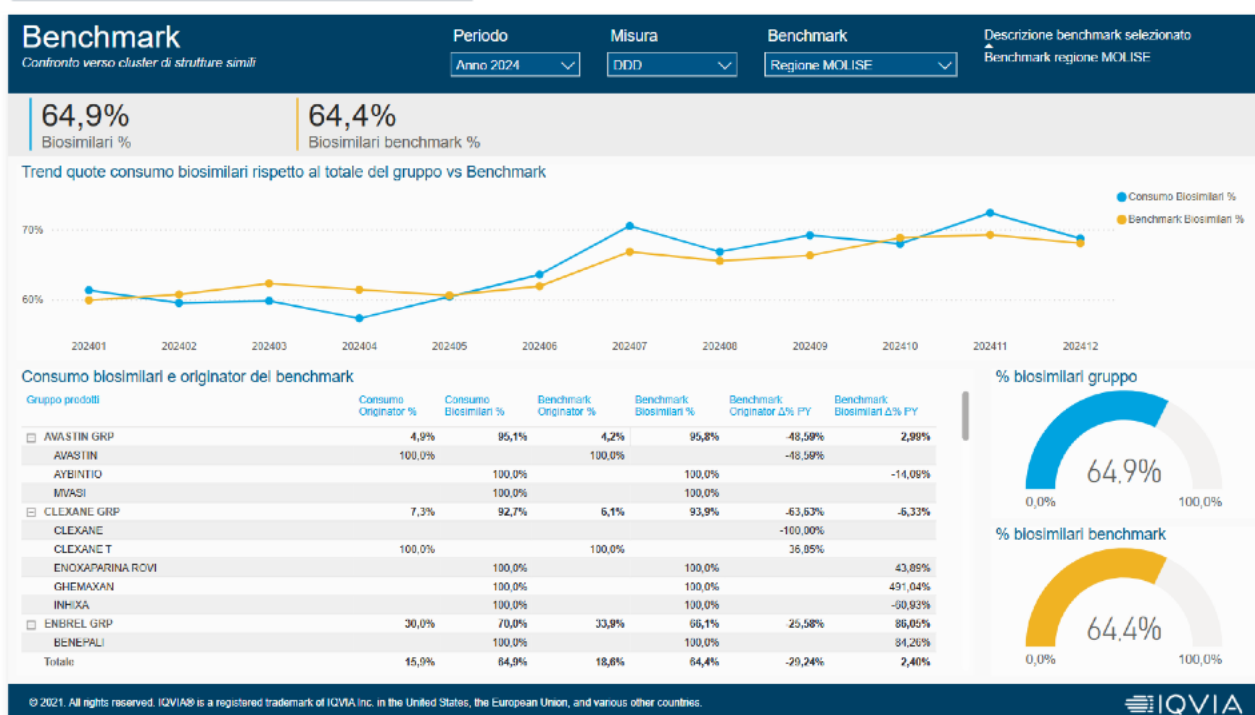 Benchmark
Confronto verso cluster di strutture simili
Periodo
Anno 2024
Misura
DDD
Benchmark
Regione MOLISE
Descrizione benchmark selezionato
Benchmark regione MOLISE
64,9%
Biosimilari %
64,4%
Biosimilari benchmark %
Trend quote consumo biosimilari rispetto al totale del gruppo vs Benchmark
Consumo Biosimilari %
Benchmark Biosimilari %
70%
60%
202401 202402 202403 202404 202405 202406 202407 202408 202409 202410 202411 202412
Consumo biosimilari e originator del benchmark
Gruppo prodotti Consumo Originator % Consumo Biosimilari % Benchmark Originator % Benchmark Biosimilari % Benchmark Originator Δ% PY Benchmark Biosimilari Δ% PY
AVASTIN GRP 4,9% 95,1% 4,2% 95,8% -48,59% 2,99%
AVASTIN 100,0% 100,0% -48,59%
AYBINTIO 100,0% 100,0% -14,09%
MVASI 100,0% 100,0%
CLEXANE GRP 7,3% 92,7% 6,1% 93,9% -63,63% -6,33%
CLEXANE -100,00%
CLEXANE T 100,0% 100,0% 36,85%
ENOXAPARINA ROVI 100,0% 100,0% 43,89%
GHEMAXAN 100,0% 100,0% 491,04%
INHIXA 100,0% 100,0% -60,93%
ENBREL GRP 30,0% 70,0% 33,9% 66,1% -25,58% 86,05%
BENEPALI 100,0% 100,0% 84,26%
Totale 15,9% 64,9% 18,6% 64,4% -29,24% 2,40%
% biosimilari gruppo
64,9%
0,0% 100,0%
% biosimilari benchmark
64,4%
0,0% 100,0%
© 2021. All rights reserved. IQVIA® is a registered trademark of IQVIA Inc. in the United States, the European Union, and various other countries.
IQVIA